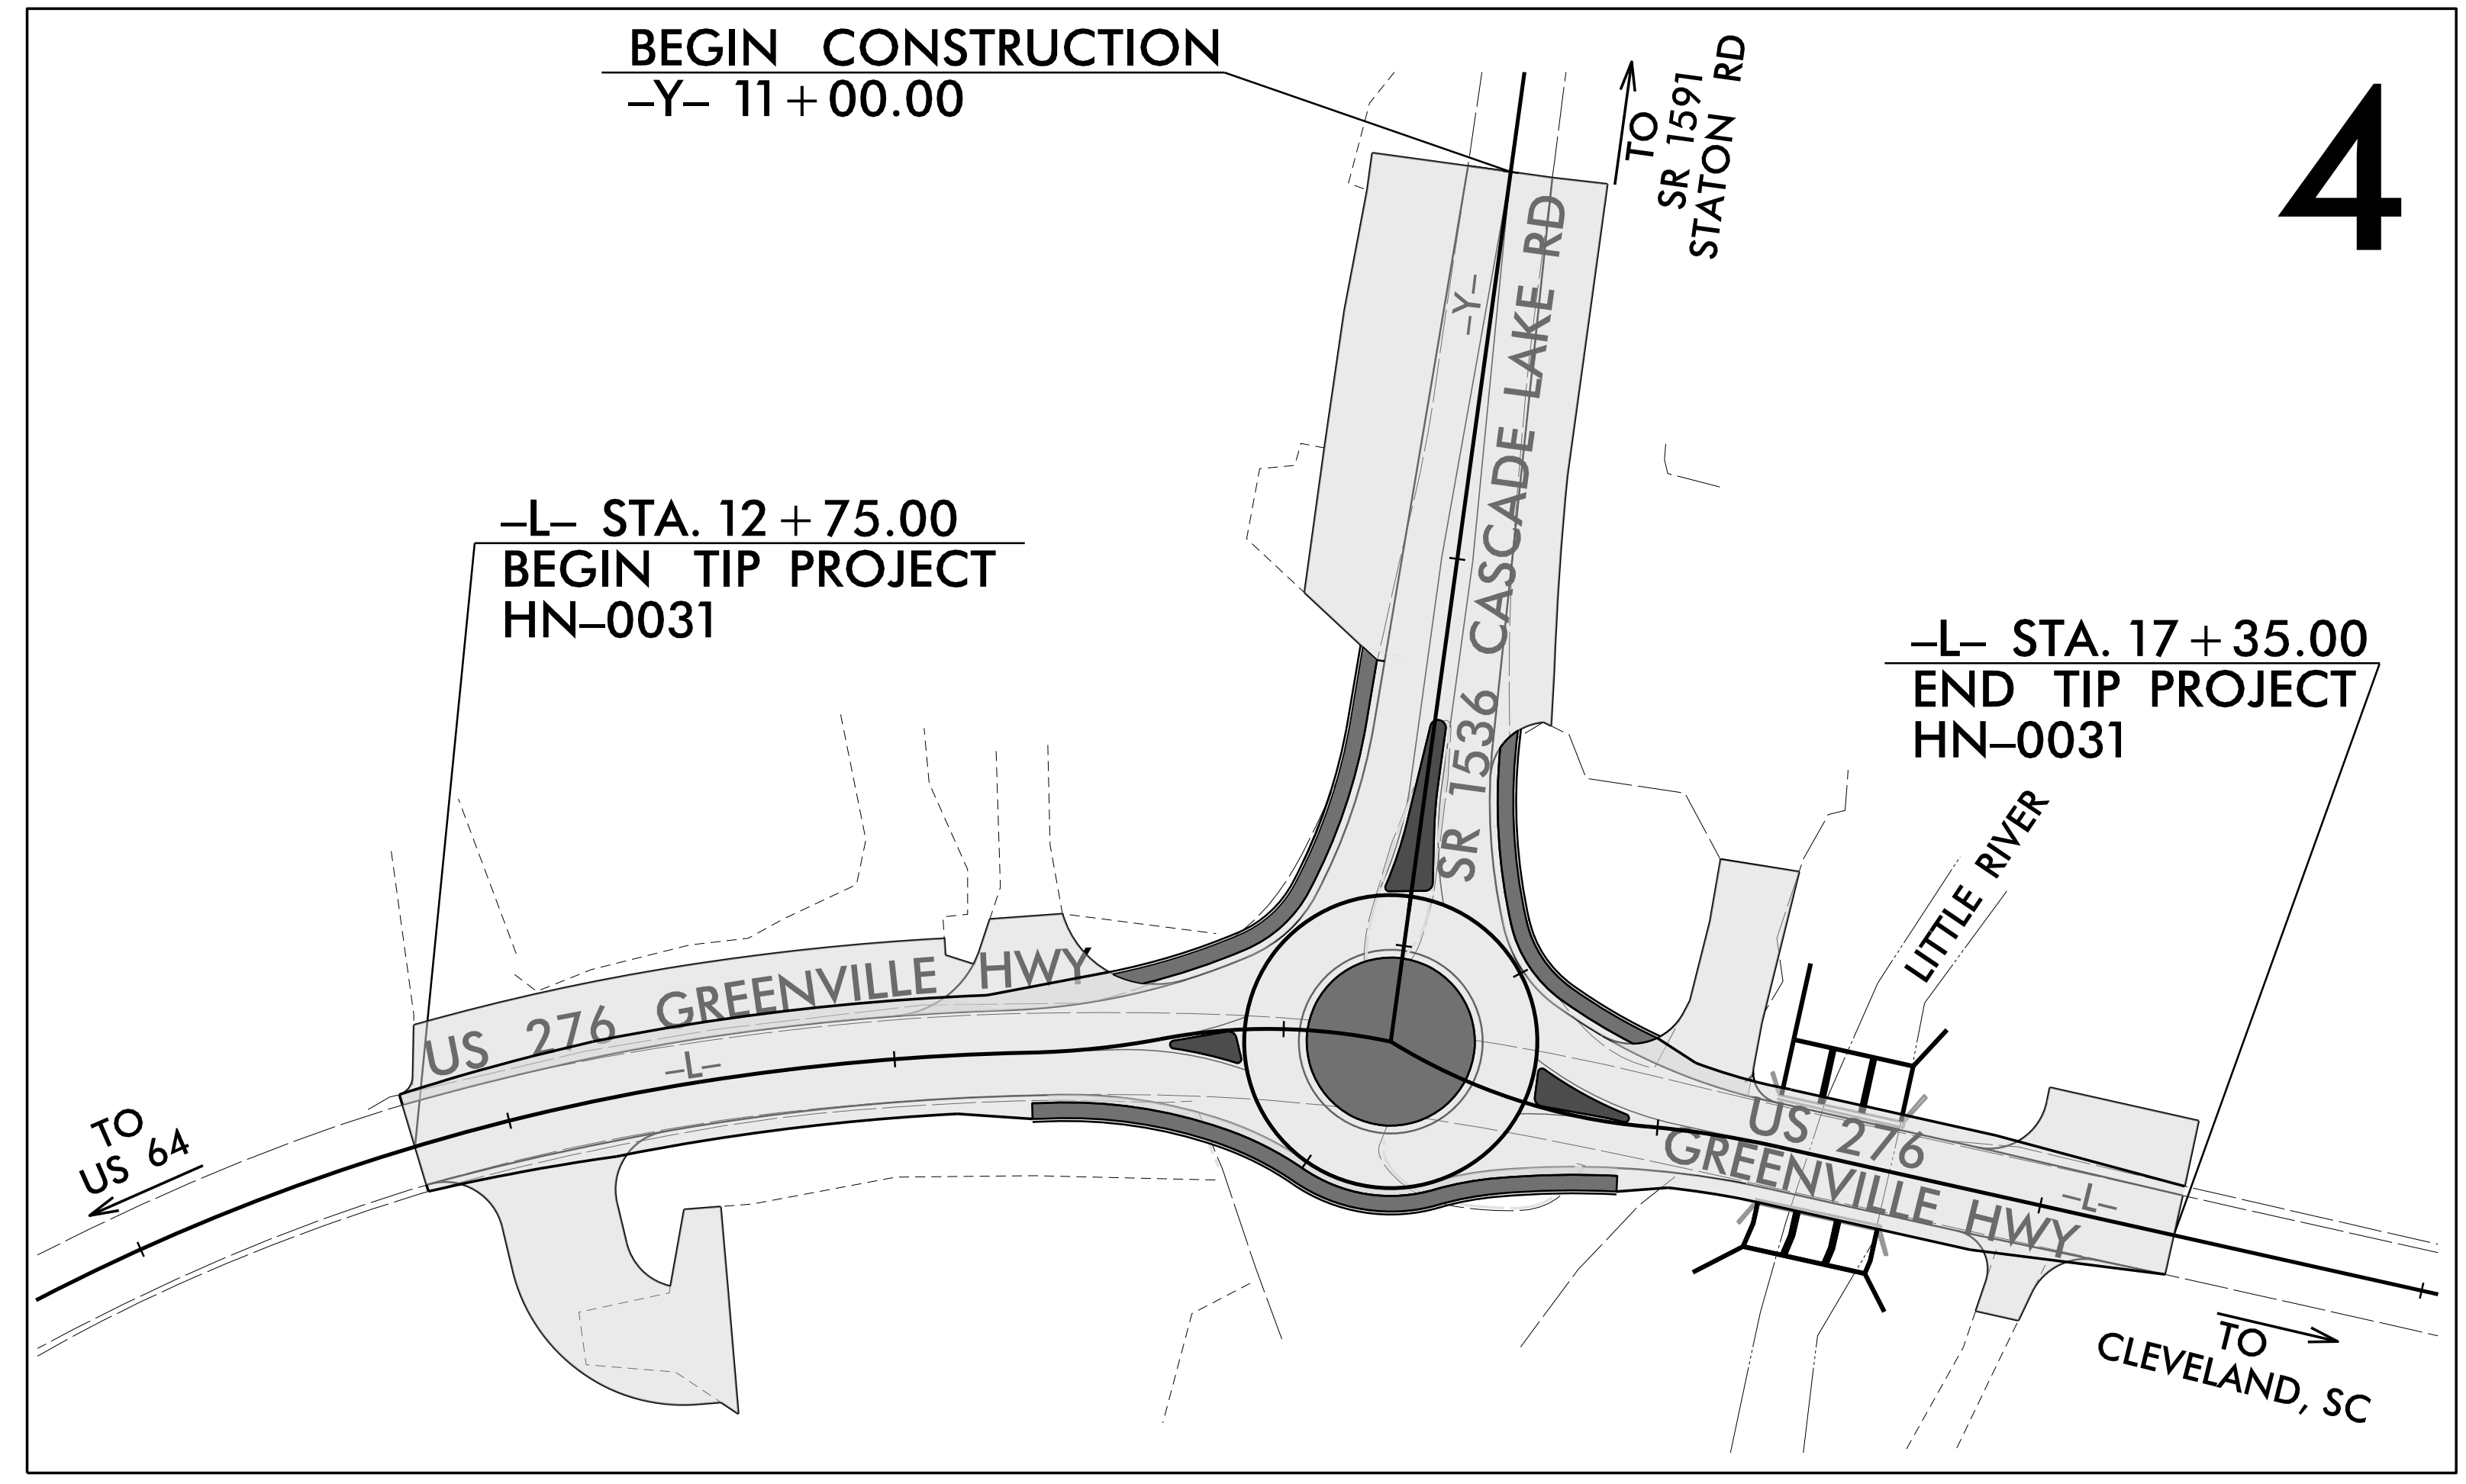 BEGIN CONSTRUCTION
–Y– 11+00.00
TO
SR 1591
STATON RD
4
–Y–
SR 1536 CASCADE LAKE RD
–L– STA. 12+75.00
BEGIN TIP PROJECT
HN–0031
–L– STA. 17+35.00
END TIP PROJECT
HN–0031
LITTLE RIVER
US 276 GREENVILLE HWY
–L–
TO
US 64
US 276
GREENVILLE HWY
–L–
TO
CLEVELAND, SC